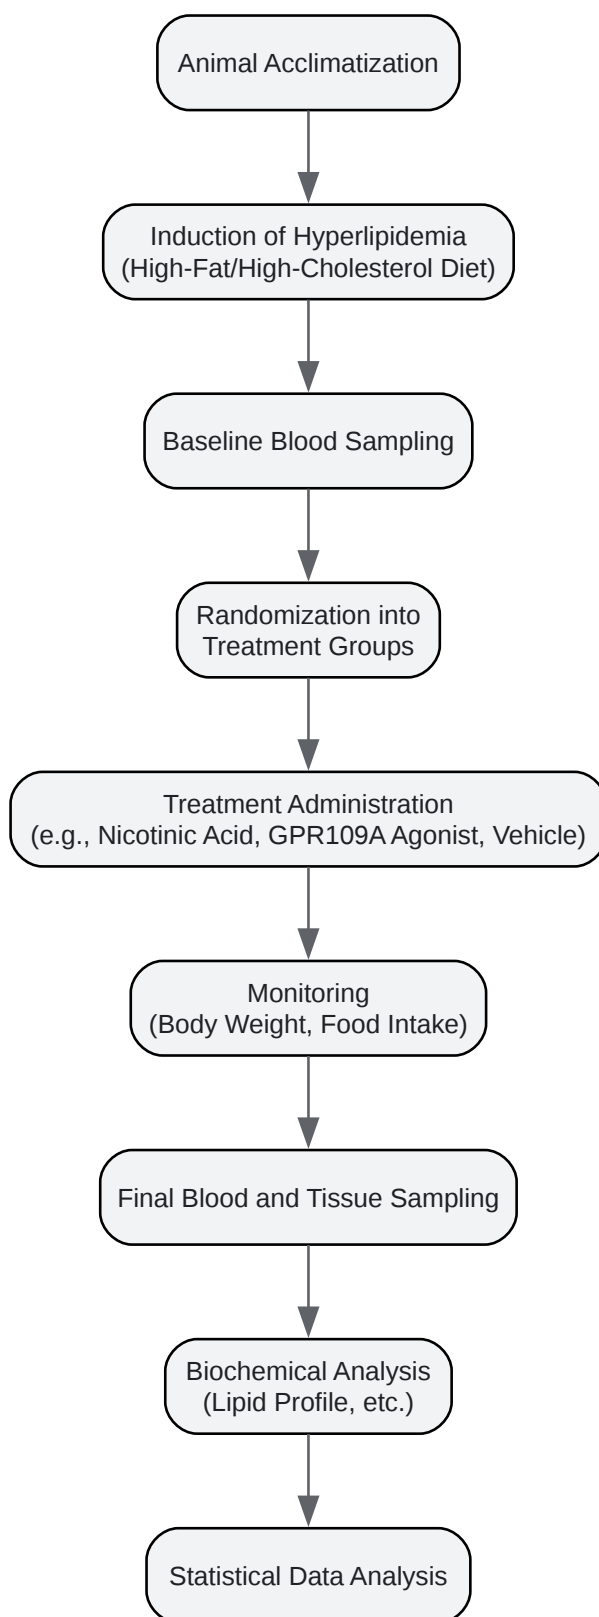 Animal Acclimatization
Induction of Hyperlipidemia
(High-Fat/High-Cholesterol Diet)
Baseline Blood Sampling
Randomization into
Treatment Groups
Treatment Administration
(e.g., Nicotinic Acid, GPR109A Agonist, Vehicle)
Monitoring
(Body Weight, Food Intake)
Final Blood and Tissue Sampling
Biochemical Analysis
(Lipid Profile, etc.)
Statistical Data Analysis